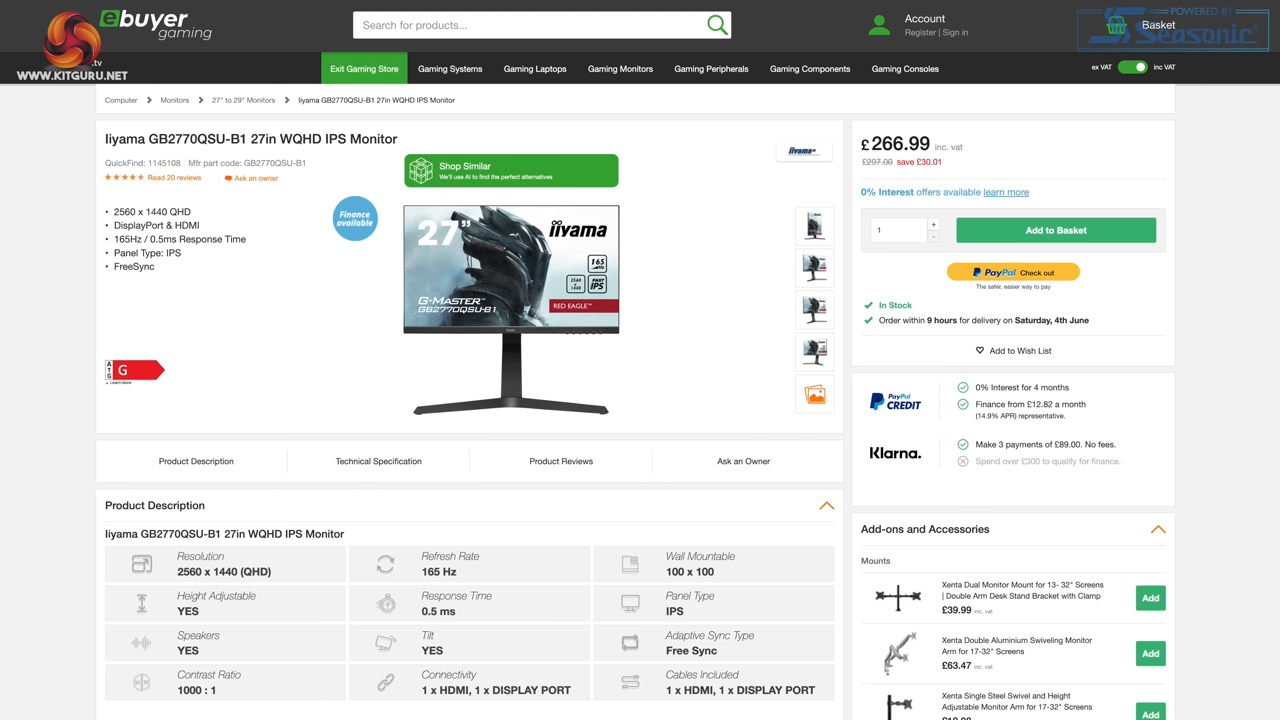 ebuyer
gaming
.tv
WWW.KITGURU.NET
Search for products...
Account
Register | Sign in
Basket
POWERED BY
Seasonic
Exit Gaming Store
Gaming Systems
Gaming Laptops
Gaming Monitors
Gaming Peripherals
Gaming Components
Gaming Consoles
ex VAT
inc VAT
Computer
Monitors
27" to 29" Monitors
Iiyama GB2770QSU-B1 27in WQHD IPS Monitor
Iiyama GB2770QSU-B1 27in WQHD IPS Monitor
QuickFind: 1145108 | Mfr part code: GB2770QSU-B1
Read 20 reviews
Ask an owner
Shop Similar
We'll use AI to find the perfect alternatives
iiyama
Finance
available
• 2560 x 1440 QHD
• DisplayPort & HDMI
• 165Hz / 0.5ms Response Time
• Panel Type: IPS
• FreeSync
27”
iiyama
165
2560
x
1440
FAST
IPS
G-MASTER™
GB2770QSU-B1
RED EAGLE™
A
G
G
Learn More
£266.99 inc. vat
£297.00 save £30.01
0% Interest offers available learn more
1
+
-
Add to Basket
PayPal Check out
The safer, easier way to pay
In Stock
Order within 9 hours for delivery on Saturday, 4th June
Add to Wish List
PayPal
CREDIT
0% Interest for 4 months
Finance from £12.82 a month
(14.9% APR) representative.
Klarna.
Make 3 payments of £89.00. No fees.
Spend over £300 to qualify for finance.
Product Description
Technical Specification
Product Reviews
Ask an Owner
Product Description
Iiyama GB2770QSU-B1 27in WQHD IPS Monitor
Resolution
2560 x 1440 (QHD)
Refresh Rate
165 Hz
Wall Mountable
100 x 100
Height Adjustable
YES
Response Time
0.5 ms
Panel Type
IPS
Speakers
YES
Tilt
YES
Adaptive Sync Type
Free Sync
Contrast Ratio
1000 : 1
Connectivity
1 x HDMI, 1 x DISPLAY PORT
Cables Included
1 x HDMI, 1 x DISPLAY PORT
Add-ons and Accessories
Mounts
Xenta Dual Monitor Mount for 13- 32" Screens
| Double Arm Desk Stand Bracket with Clamp
£39.99 inc. vat
Add
Xenta Double Aluminium Swiveling Monitor
Arm for 17-32" Screens
£63.47 inc. vat
Add
Xenta Single Steel Swivel and Height
Adjustable Monitor Arm for 17-32" Screens
Add